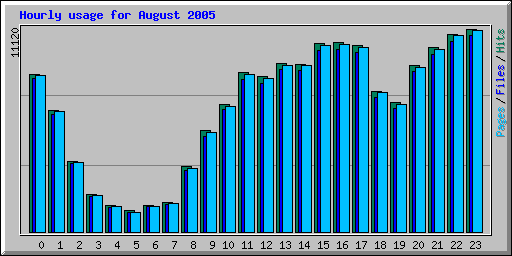 Hourly usage for August 2005
11120
Pages/Files/Hits
0 1 2 3 4 5 6 7 8 9 10 11 12 13 14 15 16 17 18 19 20 21 22 23